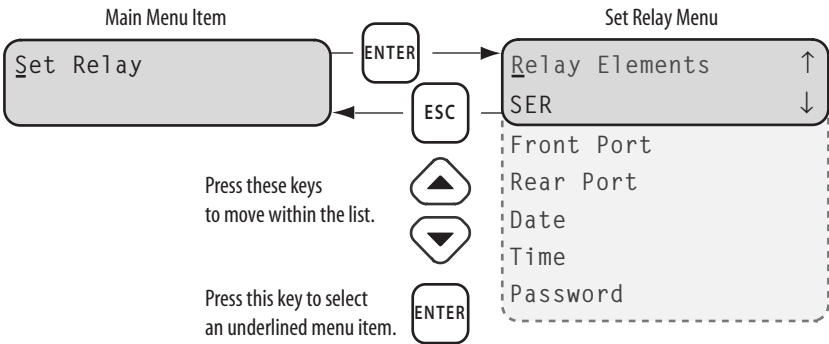 Main Menu Item
Set Relay Menu
Set Relay
ENTER
Relay Elements ↑
SER ↓
ESC
Front Port
Rear Port
Date
Time
Password
Press these keys
to move within the list.
Press this key to select
an underlined menu item.
ENTER